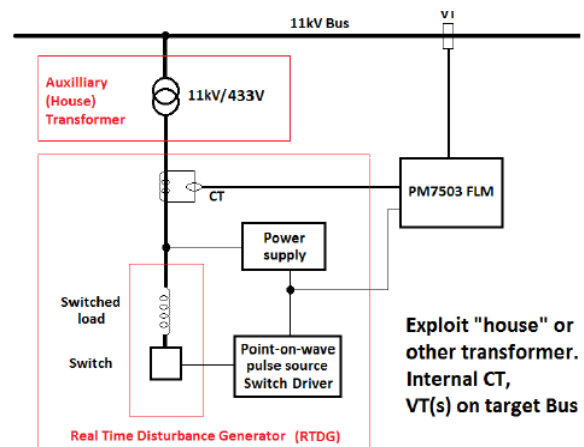 11kV Bus
VT
Auxilliary
(House)
Transformer
11kV/433V
CT
PM7503 FLM
Power
supply
Switched
load
Switch
Point-on-wave
pulse source
Switch Driver
Exploit "house" or
other transformer.
Internal CT,
VT(s) on target Bus
Real Time Disturbance Generator (RTDG)